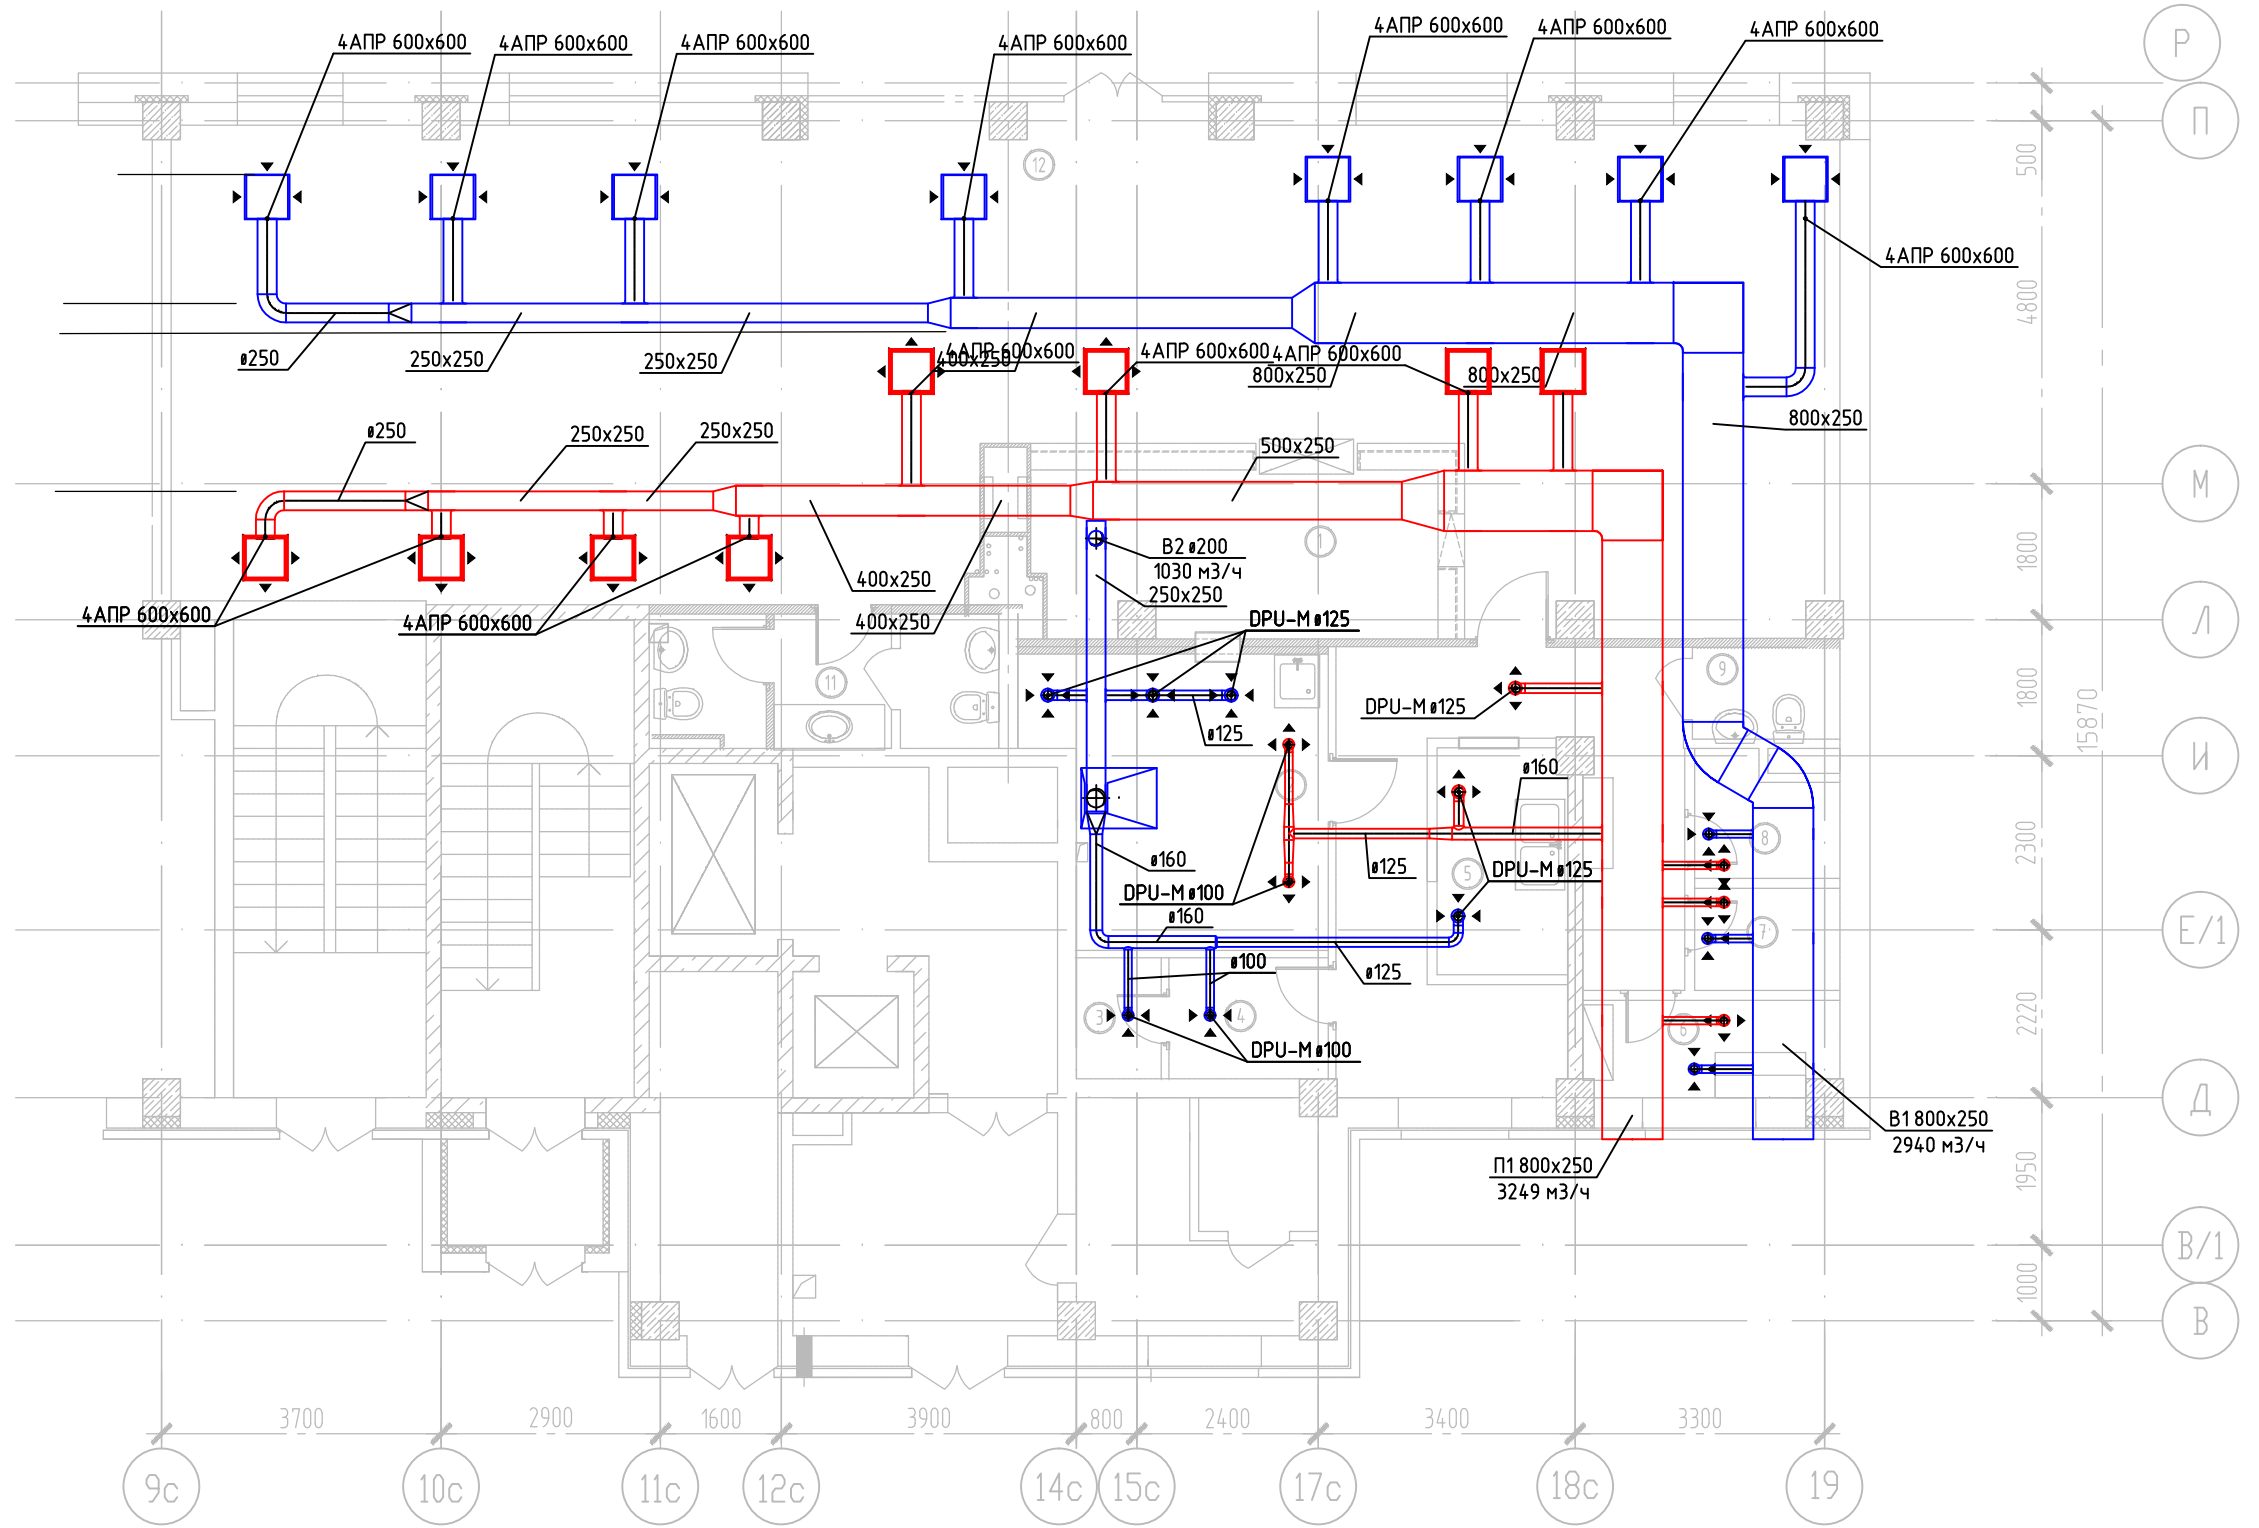 4АПР 600х600
4АПР 600х600
4АПР 600х600
4АПР 600х600
4АПР 600х600
4АПР 600х600
4АПР 600х600
Р
П
12
500
4АПР 600х600
4800
ø250
250х250
250х250
400х250
4АПР 600х600
4АПР 600х600
4АПР 600х600
800х250
800х250
800х250
ø250
250х250
250х250
500х250
М
1
В2 ø200
1030 м3/ч
250х250
1800
400х250
400х250
4АПР 600х600
4АПР 600х600
DPU-M ø125
Л
11
9
1800
15870
DPU-M ø125
ø125
И
ø160
8
2300
ø160
ø125
5
DPU-M ø125
DPU-M ø100
ø160
7
Е/1
ø100
ø125
3
4
6
2220
DPU-M ø100
Д
В1 800х250
2940 м3/ч
П1 800х250
3249 м3/ч
1950
В/1
1000
В
3700
2900
1600
3900
800
2400
3400
3300
9с
10с
11с
12с
14с
15с
17с
18с
19